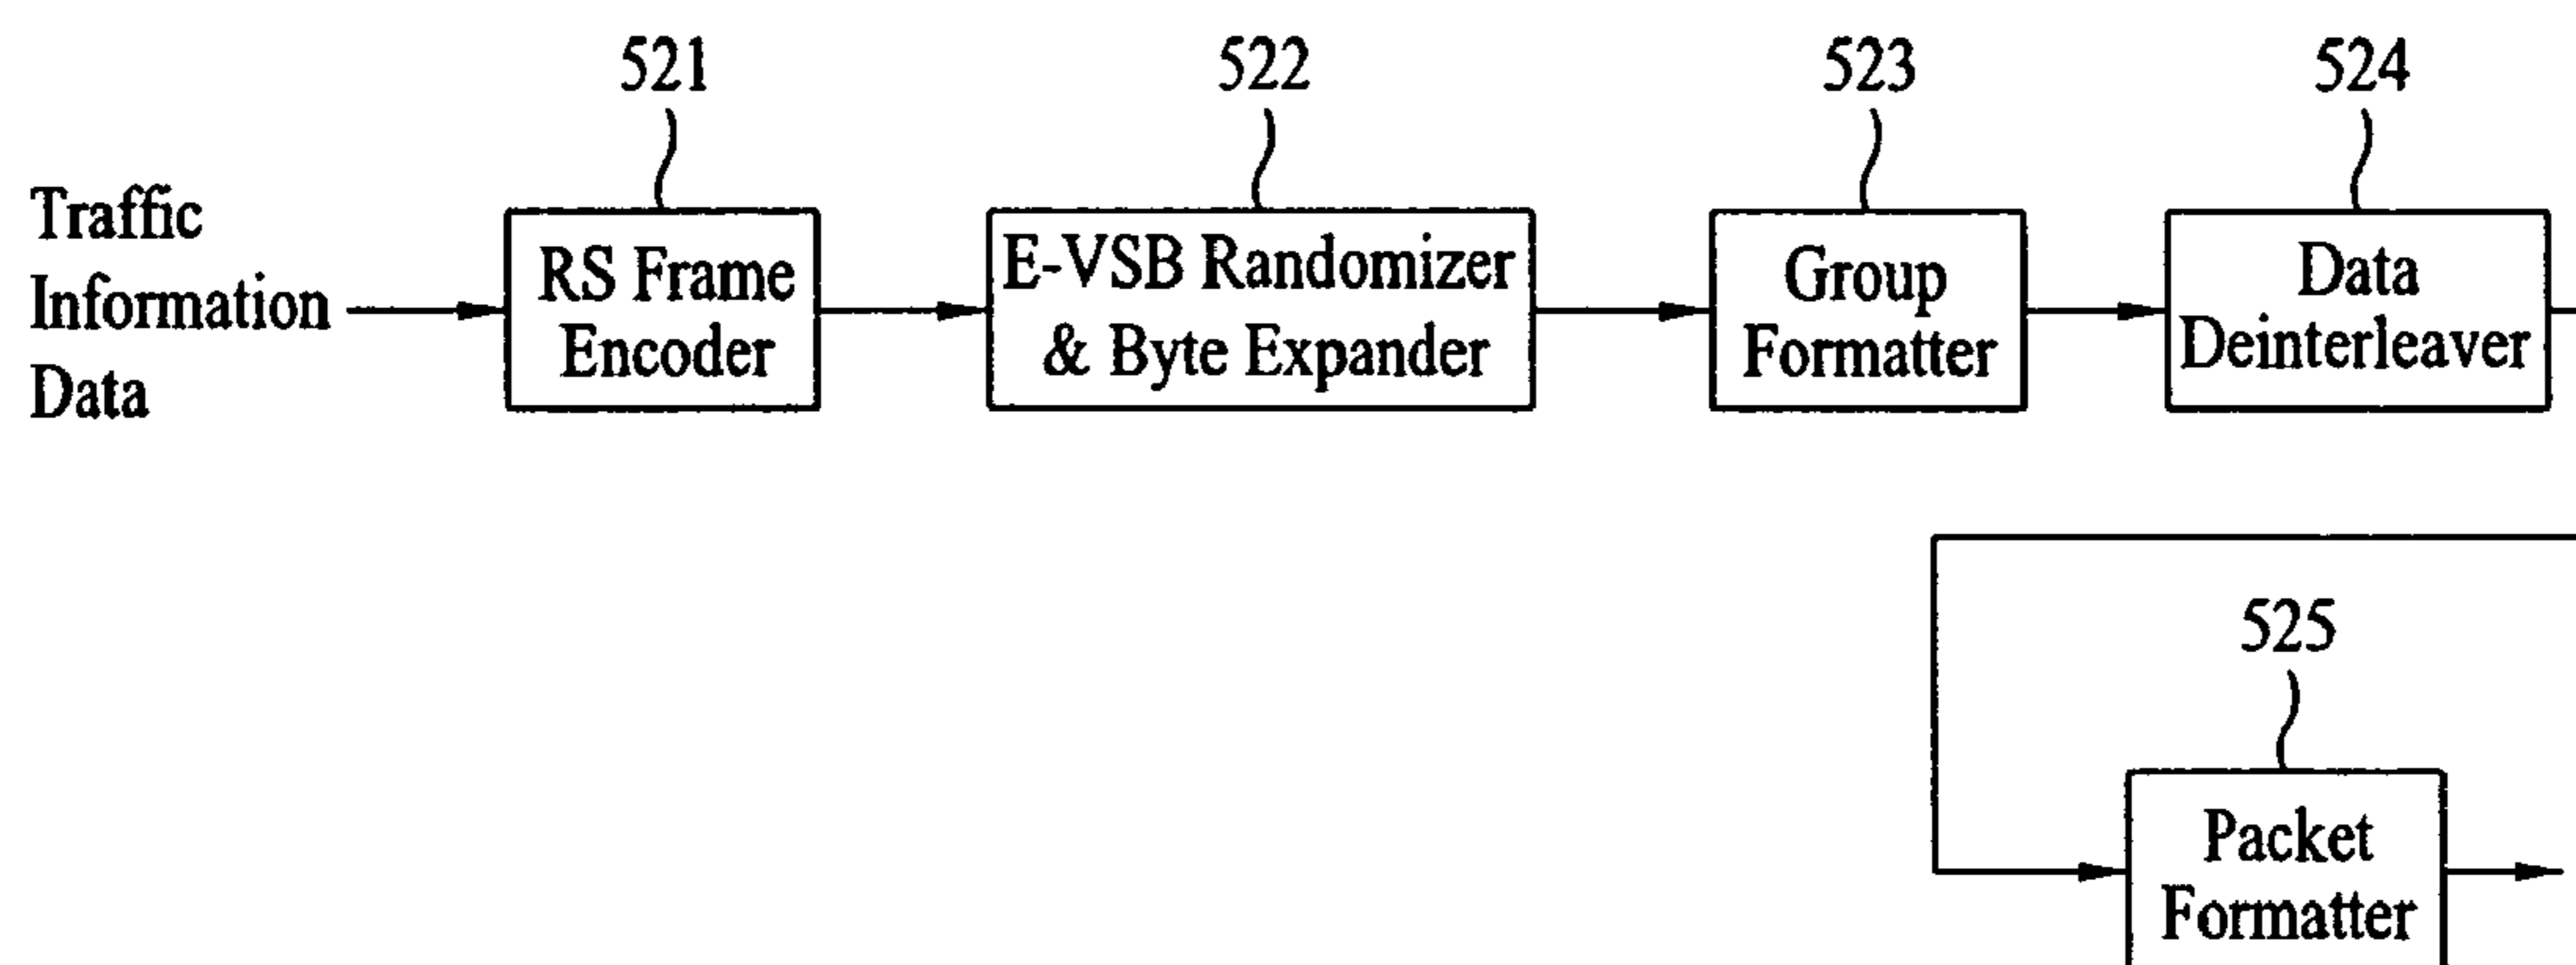 521
522
523
524
Traffic
Information
Data
RS Frame
Encoder
E-VSB Randomizer
& Byte Expander
Group
Formatter
Data
Deinterleaver
525
Packet
Formatter